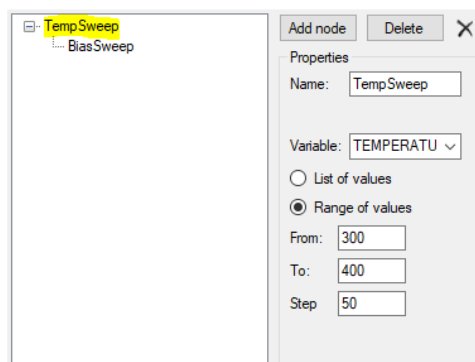 TempSweep
BiasSweep
Add node
Delete
Properties
Name: TempSweep
Variable: TEMPERATU
List of values
Range of values
From: 300
To: 400
Step 50